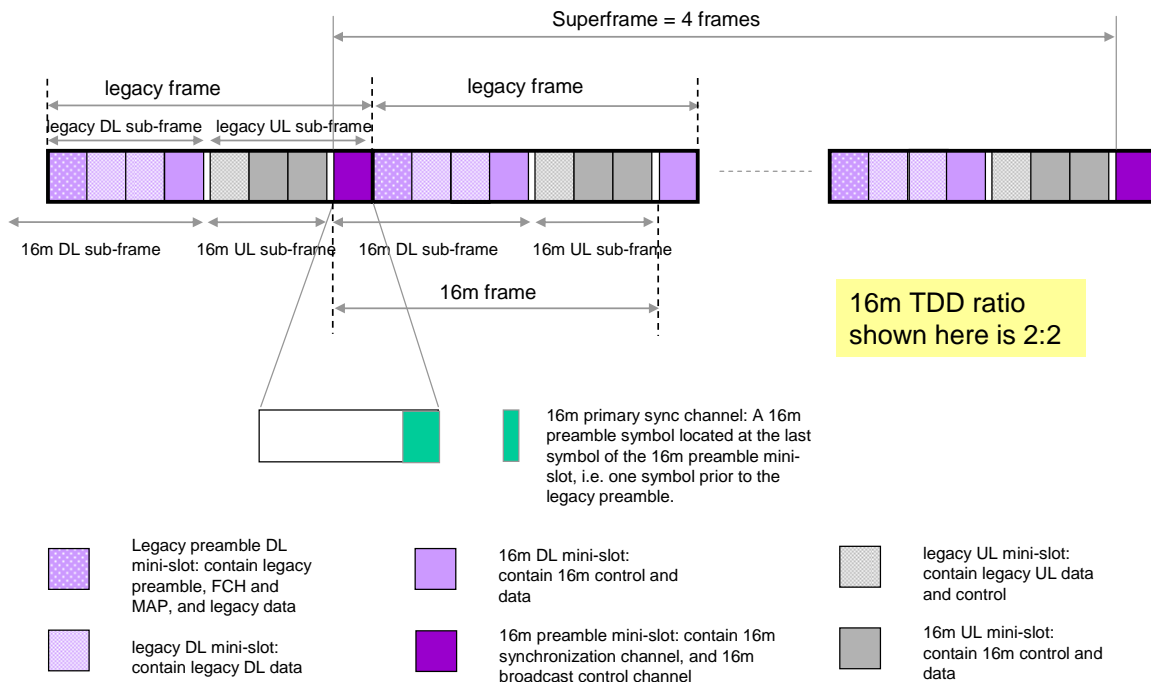 Superframe = 4 frames
legacy frame
legacy frame
legacy DL sub-frame
legacy UL sub-frame
16m DL sub-frame
16m UL sub-frame
16m DL sub-frame
16m UL sub-frame
16m frame
16m TDD ratio
shown here is 2:2
16m primary sync channel: A 16m
preamble symbol located at the last
symbol of the 16m preamble mini-
slot, i.e. one symbol prior to the
legacy preamble.
Legacy preamble DL
mini-slot: contain legacy
preamble, FCH and
MAP, and legacy data
16m DL mini-slot:
contain 16m control and
data
legacy UL mini-slot:
contain legacy UL data
and control
legacy DL mini-slot:
contain legacy DL data
16m preamble mini-slot: contain 16m
synchronization channel, and 16m
broadcast control channel
16m UL mini-slot:
contain 16m control and
data